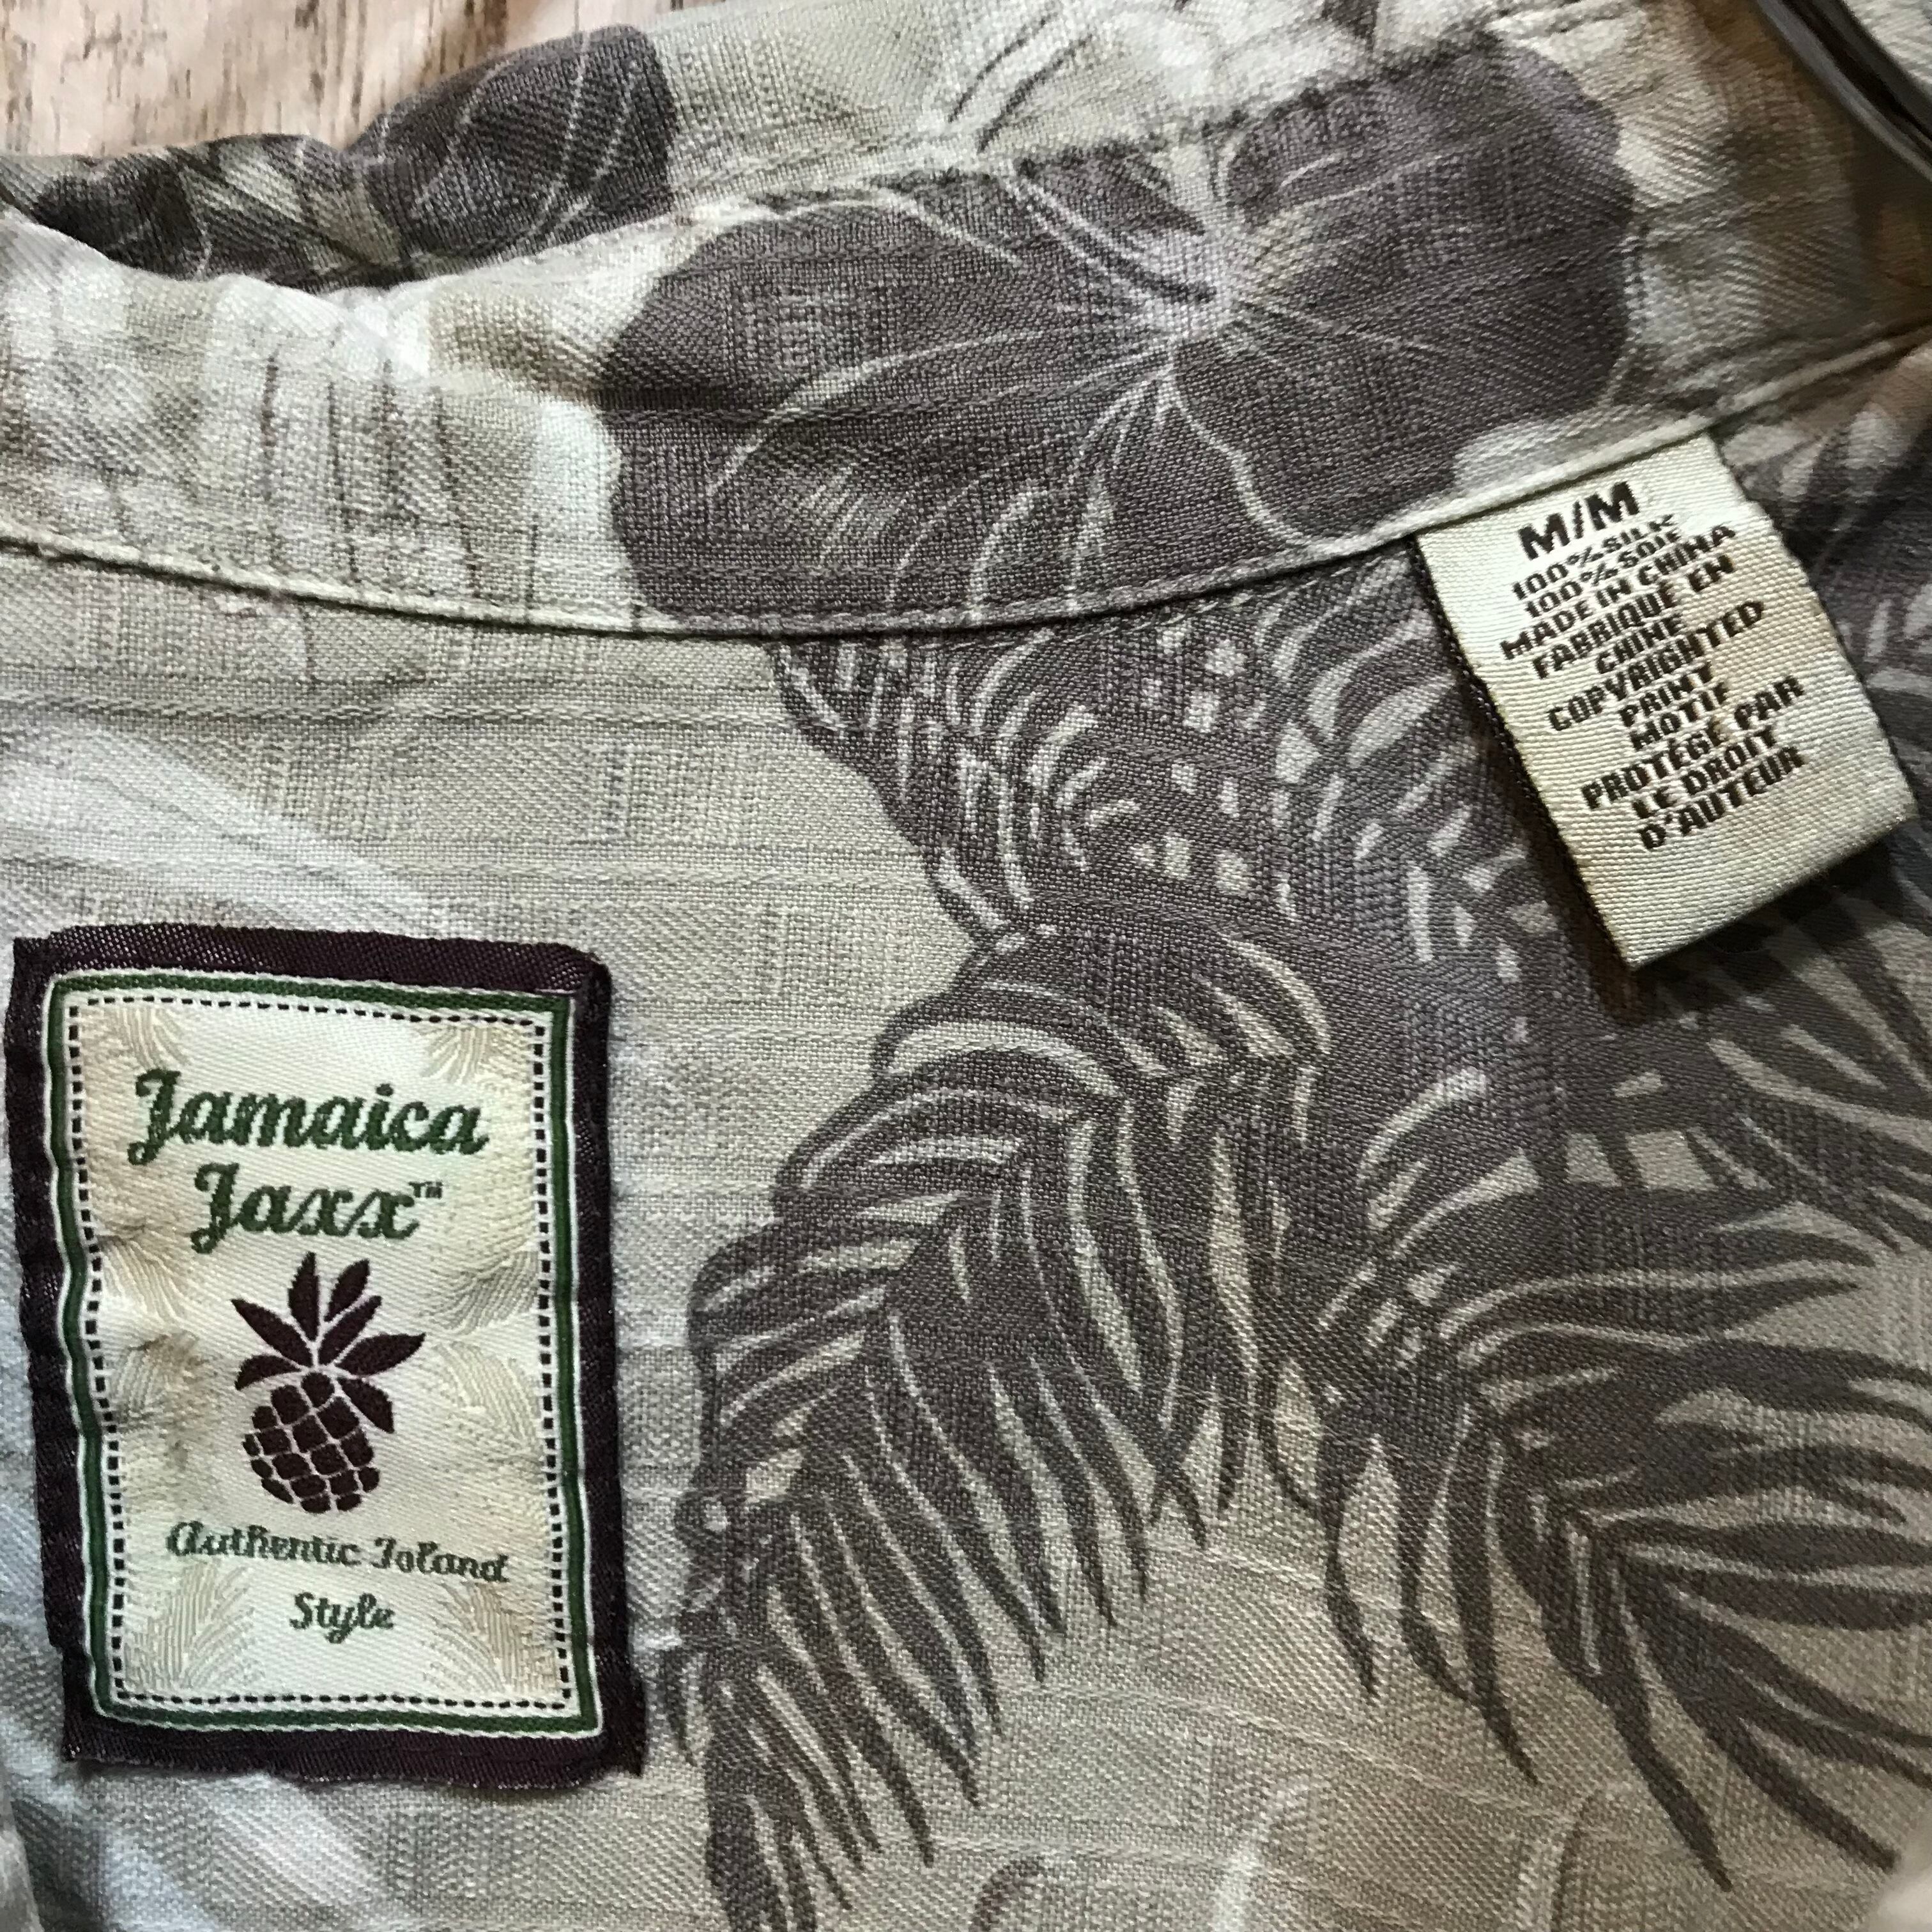 M/M
100% SILK
100% SOIE
MADE IN CHINA
FABRIQUÉ EN
CHINE
COPYRIGHTED
PRINT
MOTIF
PROTÉGÉ PAR
LE DROIT
D'AUTEUR
Jamaica
Jaxx™
Authentic Island
Style